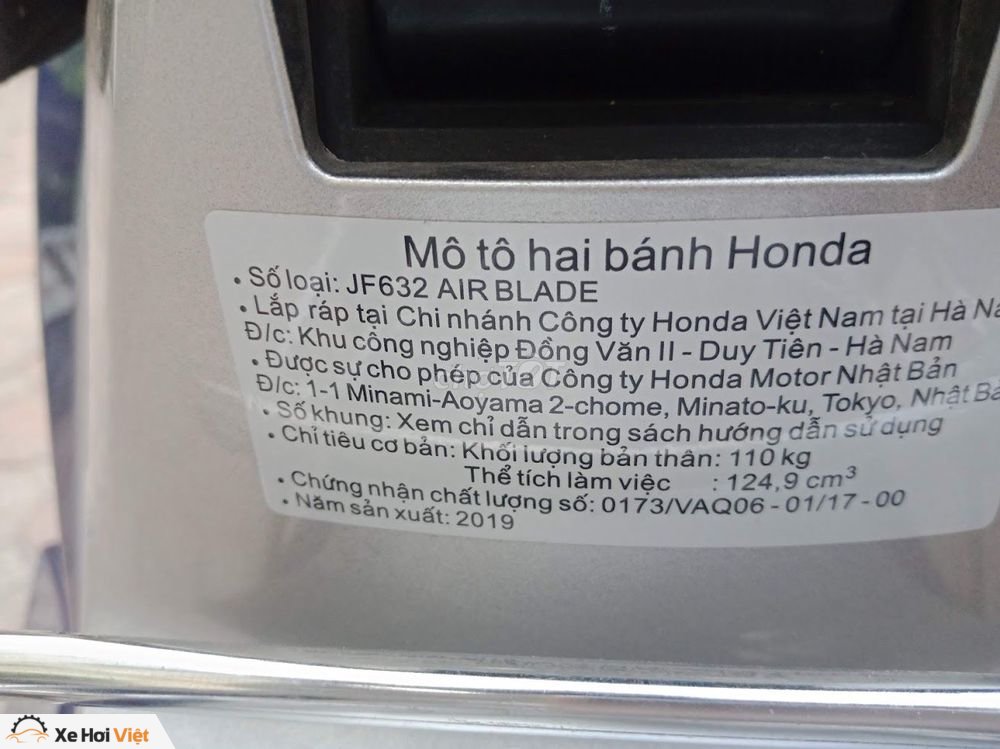 Mô tô hai bánh Honda
• Số loại: JF632 AIR BLADE
• Lắp ráp tại Chi nhánh Công ty Honda Việt Nam tại Hà
Đ/c: Khu công nghiệp Đồng Văn II - Duy Tiên - Hà Nam
• Được sự cho phép của Công ty Honda Motor Nhật Bản
Đ/c: 1-1 Minami-Aoyama 2-chome, Minato-ku, Tokyo, Nhật
• Số khung: Xem chỉ dẫn trong sách hướng dẫn sử dụng
• Chỉ tiêu cơ bản: Khối lượng bản thân: 110 kg
Thể tích làm việc : 124,9 cm³
• Chứng nhận chất lượng số: 0173/VAQ06 - 01/17 - 00
• Năm sản xuất: 2019
Xe Hơi Việt